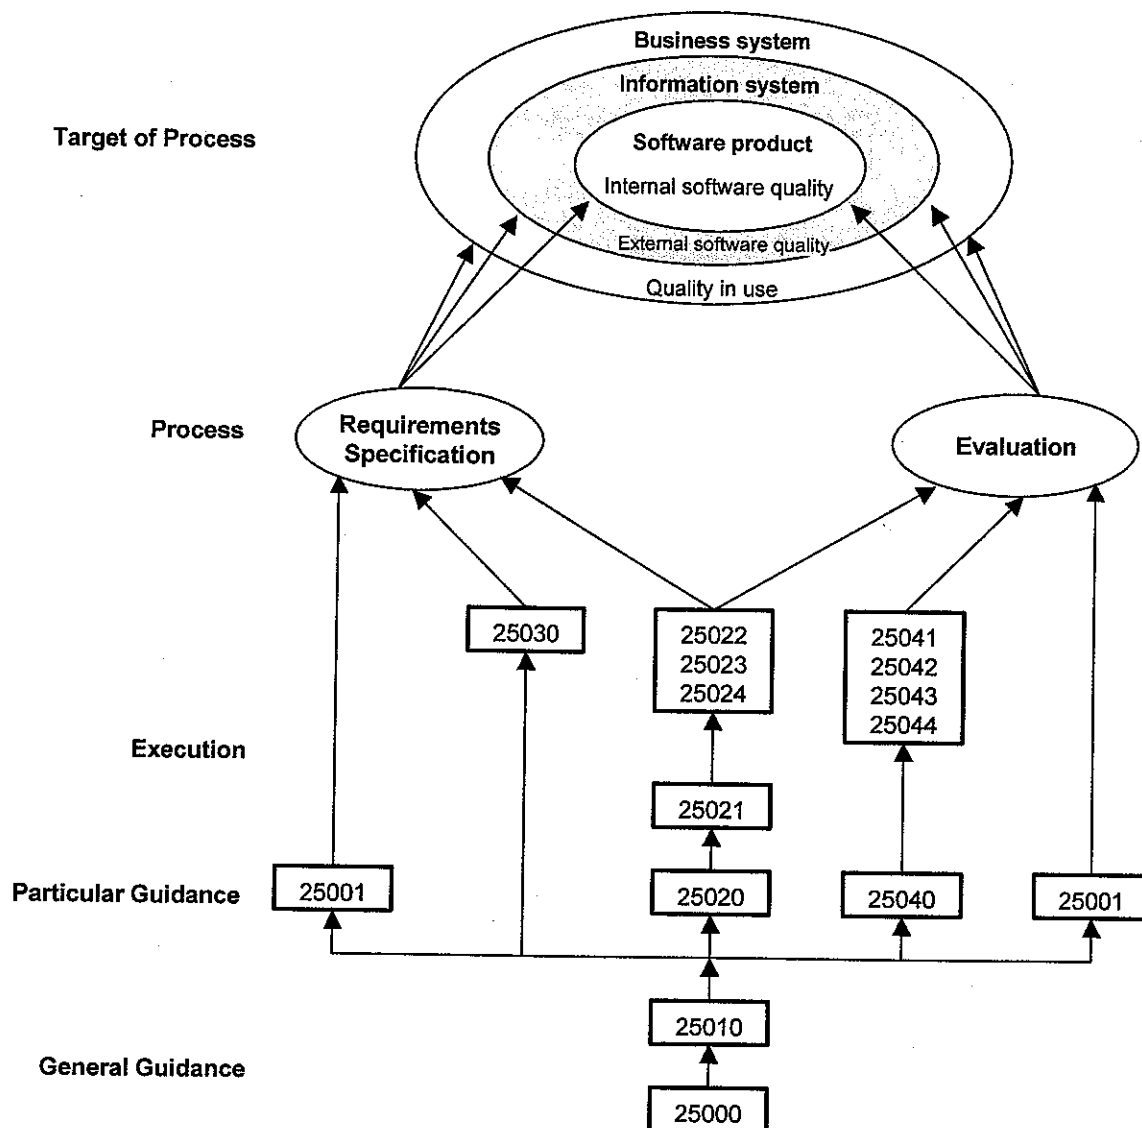 Business system
Information system
Target of Process
Software product
Internal software quality
External software quality
Quality in use
Process
Requirements
Specification
Evaluation
25030
25022
25023
25024
25041
25042
25043
25044
Execution
25021
Particular Guidance
25001
25020
25040
25001
25010
General Guidance
25000